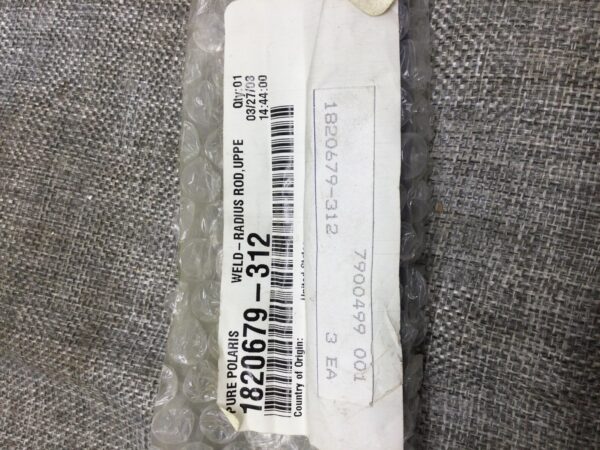 PURE POLARIS
WELD-RADIUS ROD,UPPE
Qty:01
1820679-312
03/27/03
14:44:00
Country of Origin:
1820679-312
7900499 001
3 EA